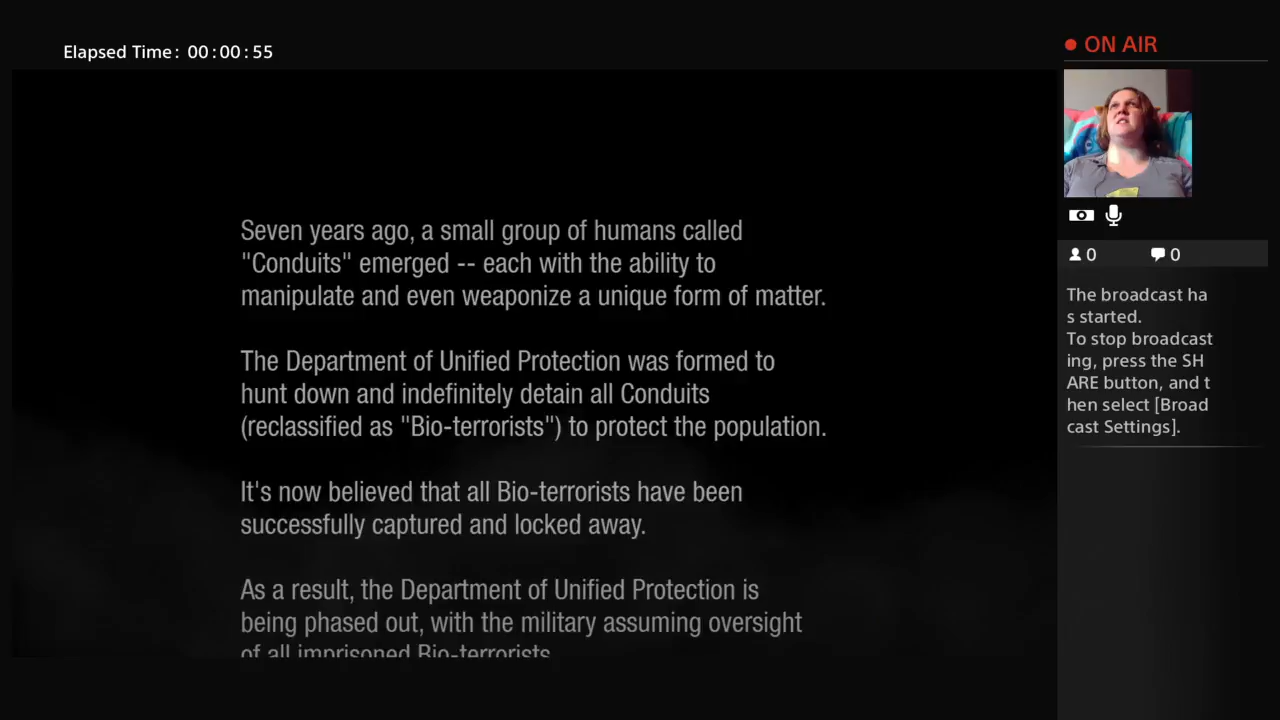 Elapsed Time: 00:00:55
ON AIR
Seven years ago, a small group of humans called
"Conduits" emerged -- each with the ability to
manipulate and even weaponize a unique form of matter.
The Department of Unified Protection was formed to
hunt down and indefinitely detain all Conduits
(reclassified as "Bio-terrorists") to protect the population.
It's now believed that all Bio-terrorists have been
successfully captured and locked away.
As a result, the Department of Unified Protection is
being phased out, with the military assuming oversight
of all imprisoned Bio-terrorists
0 0
The broadcast ha
s started.
To stop broadcast
ing, press the SH
ARE button, and t
hen select [Broad
cast Settings].